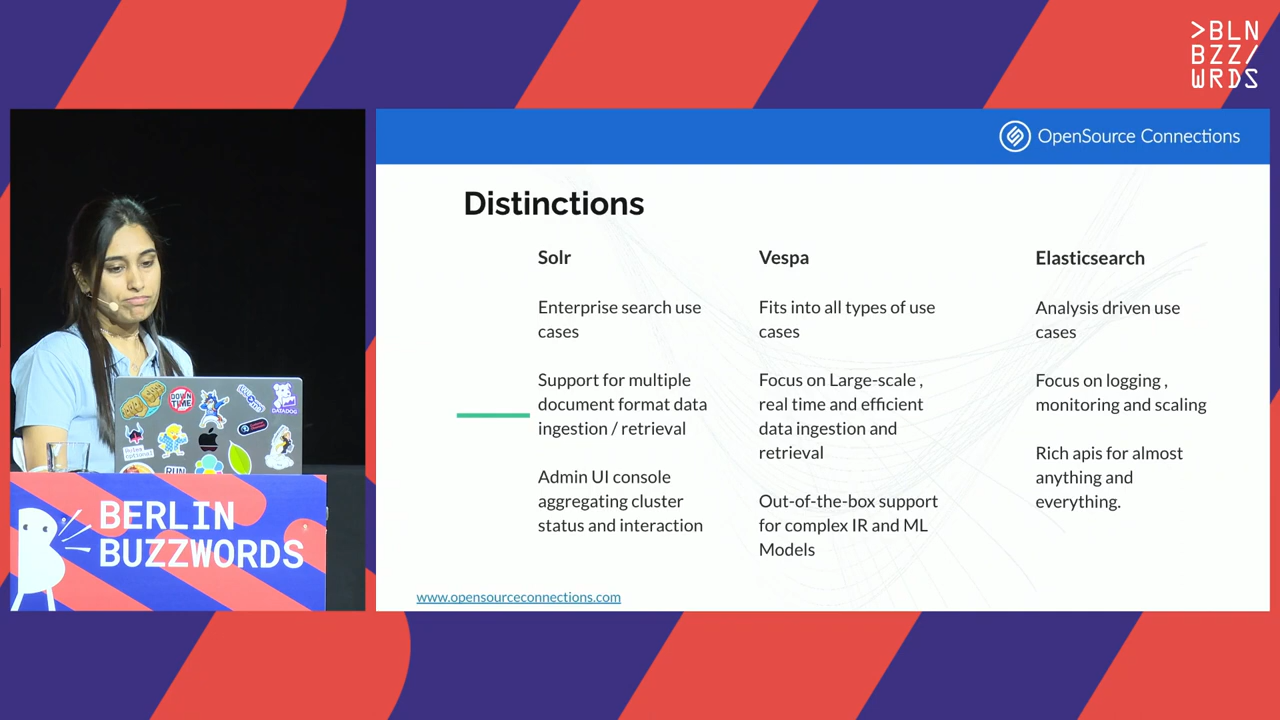 >BLN
BZZ/
WRDS
OpenSource Connections
Distinctions
Solr
Enterprise search use
cases
Support for multiple
document format data
ingestion / retrieval
Admin UI console
aggregating cluster
status and interaction
Vespa
Fits into all types of use
cases
Focus on Large-scale ,
real time and efficient
data ingestion and
retrieval
Out-of-the-box support
for complex IR and ML
Models
Elasticsearch
Analysis driven use
cases
Focus on logging ,
monitoring and scaling
Rich apis for almost
anything and
everything.
www.opensourceconnections.com
DOWN
TIME
DATADOG
RUN
BERLIN
BUZZWORDS